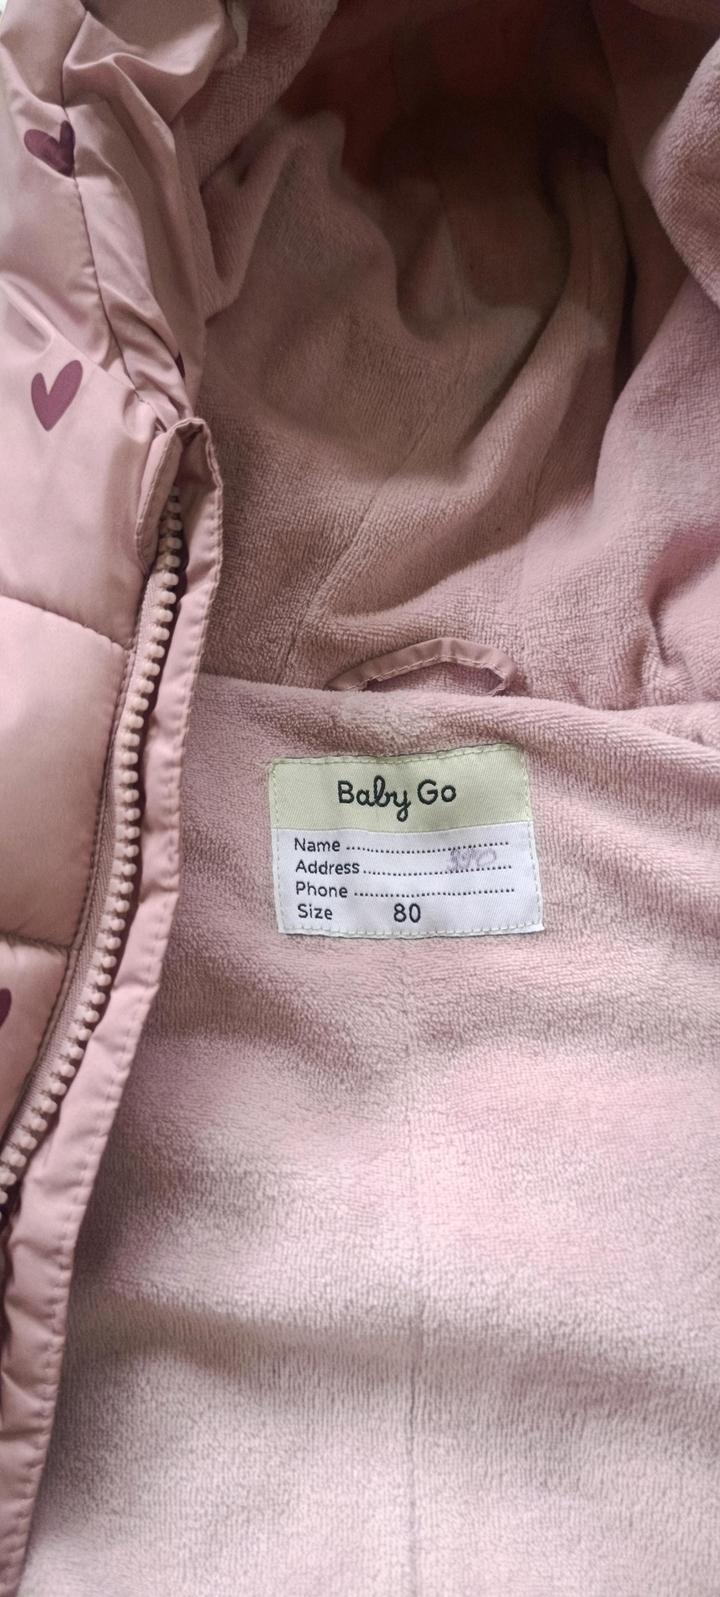 Baby Go
Name ........................................
Address ........................................
Phone ........................................
Size 80